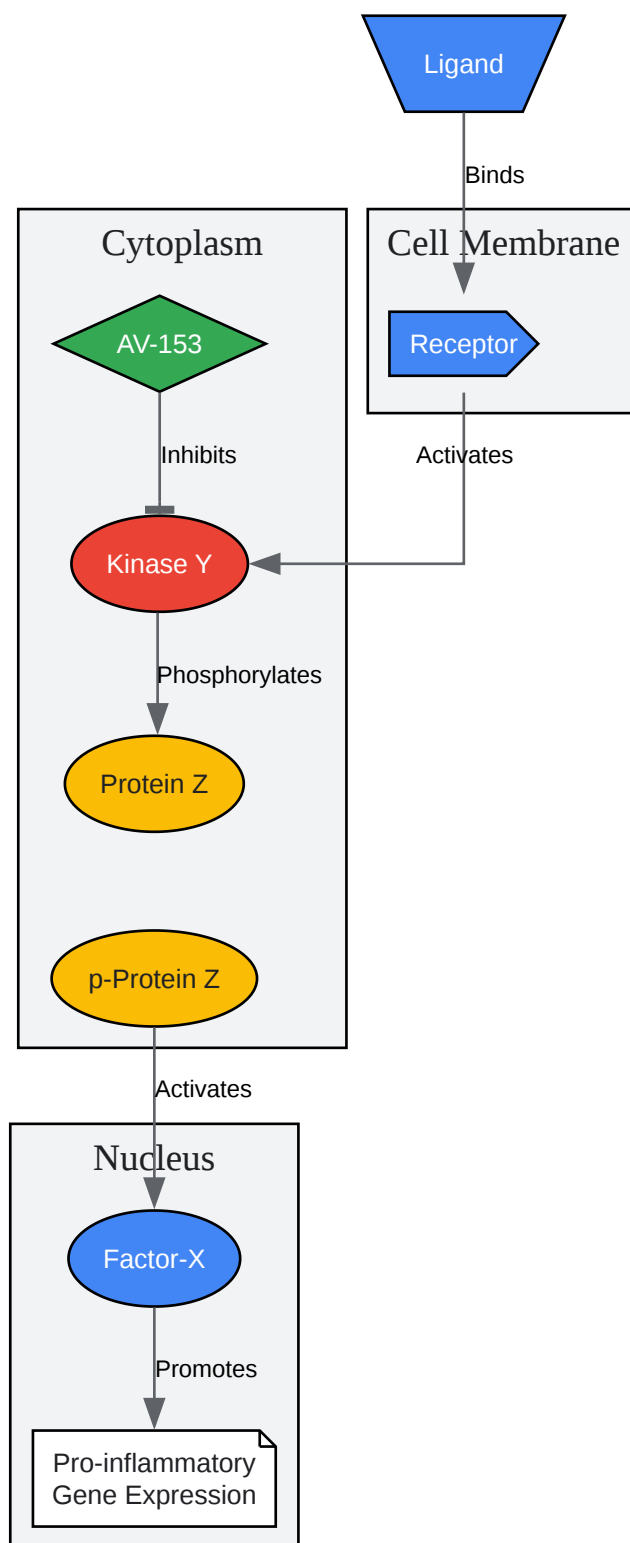 Ligand
Binds
Cytoplasm
Cell Membrane
AV-153
Receptor
Inhibits
Activates
Kinase Y
Phosphorylates
Protein Z
p-Protein Z
Activates
Nucleus
Factor-X
Promotes
Pro-inflammatory
Gene Expression